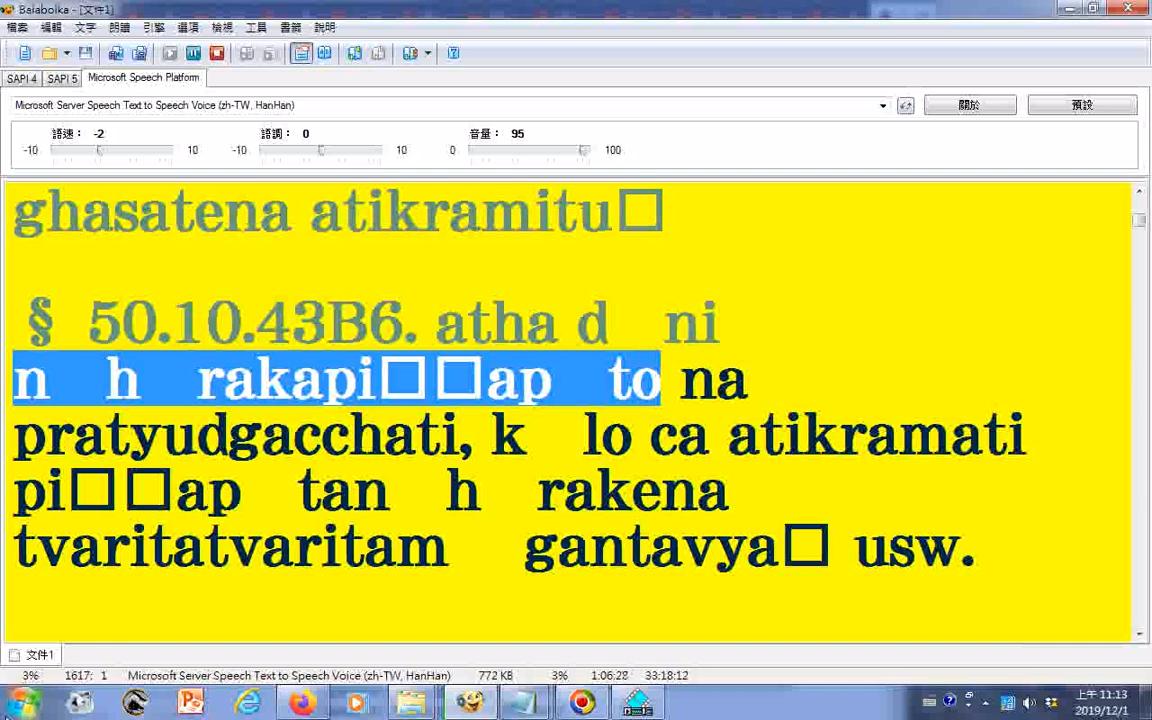 Balabolka - [文件1]
檔案 編輯 文字 朗讀 引擎 選項 檢視 工具 書籤 說明
SAPI 4 SAPI 5 Microsoft Speech Platform
Microsoft Server Speech Text to Speech Voice (zh-TW, HanHan) 關於 預設
語速： -2 語調： 0 音量： 95
-10 10 -10 10 0 100
ghasatena atikramitu□
§ 50.10.43B6. atha d ni
n h rakapi□□ap to na
pratyudgacchati, k lo ca atikramati
pi□□ap tan h rakena
tvaritatvaritam gantavya□ usw.
文件1
3% 1617: 1 Microsoft Server Speech Text to Speech Voice (zh-TW, HanHan) 772 KB 3% 1:06:28 33:18:12
上午 11:13
2019/12/1